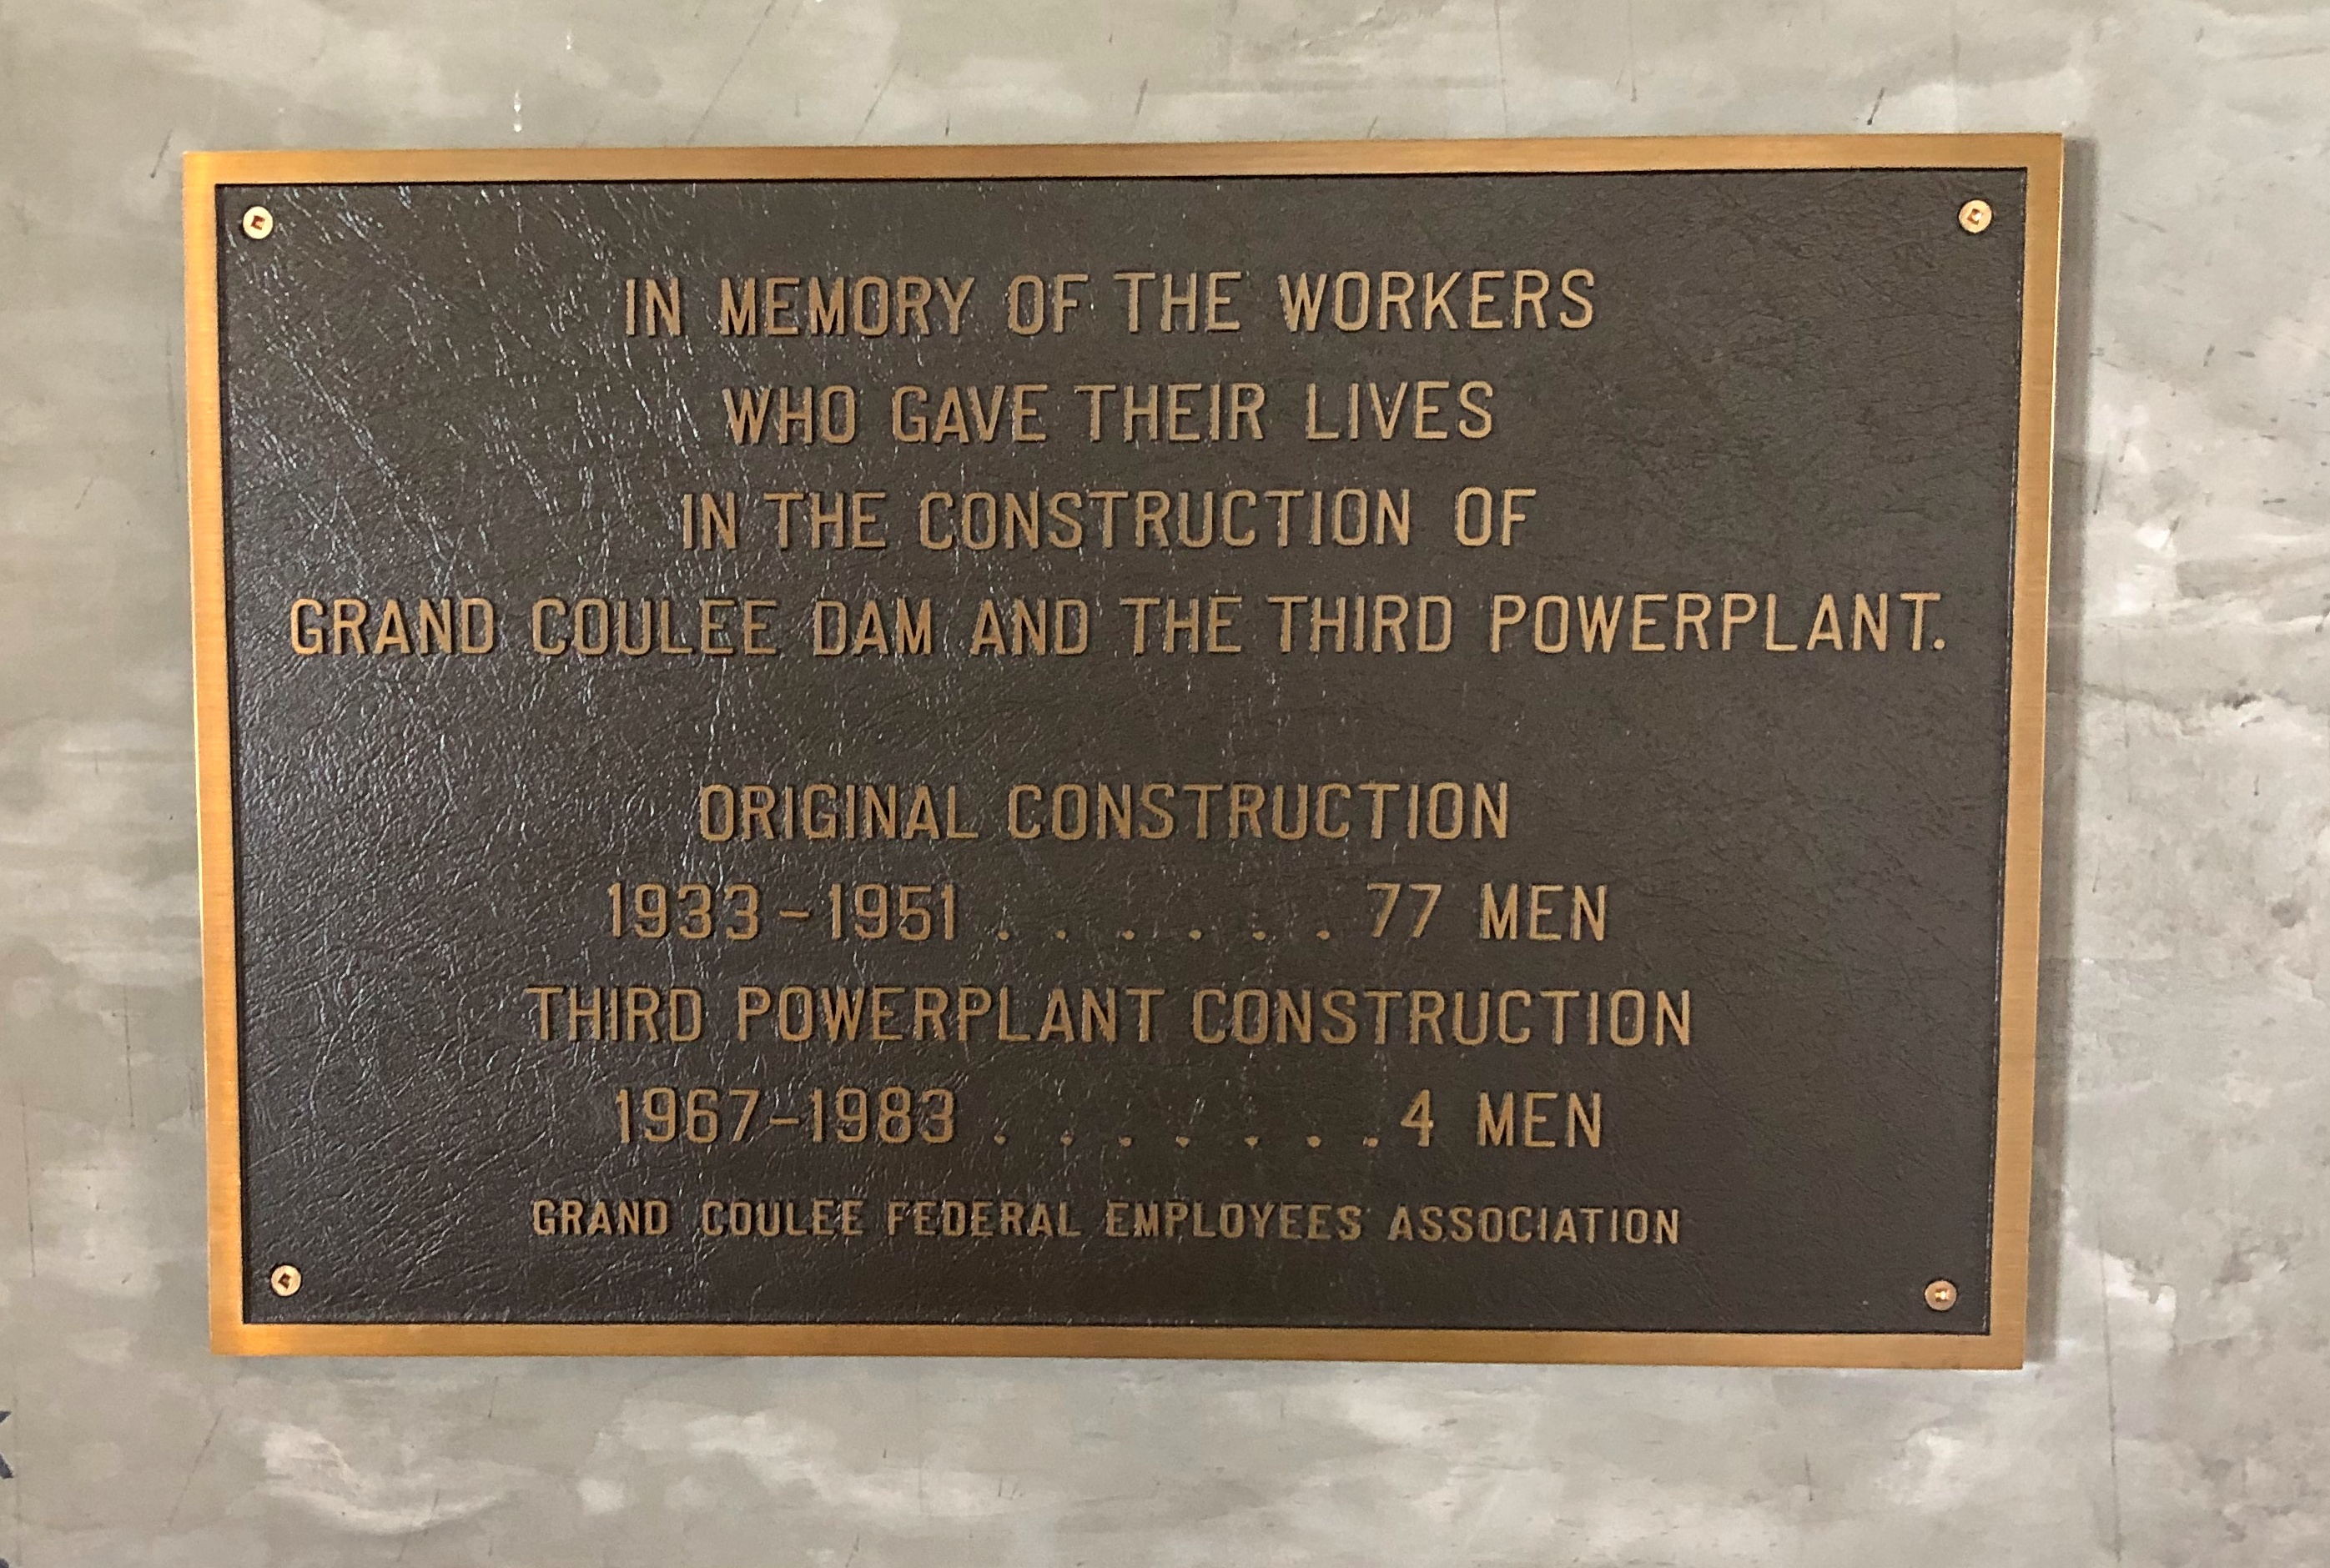 IN MEMORY OF THE WORKERS
WHO GAVE THEIR LIVES
IN THE CONSTRUCTION OF
GRAND COULEE DAM AND THE THIRD POWERPLANT.
ORIGINAL CONSTRUCTION
1933-1951 . . . . . . 77 MEN
THIRD POWERPLANT CONSTRUCTION
1967-1983 . . . . . . . 4 MEN
GRAND COULEE FEDERAL EMPLOYEES ASSOCIATION